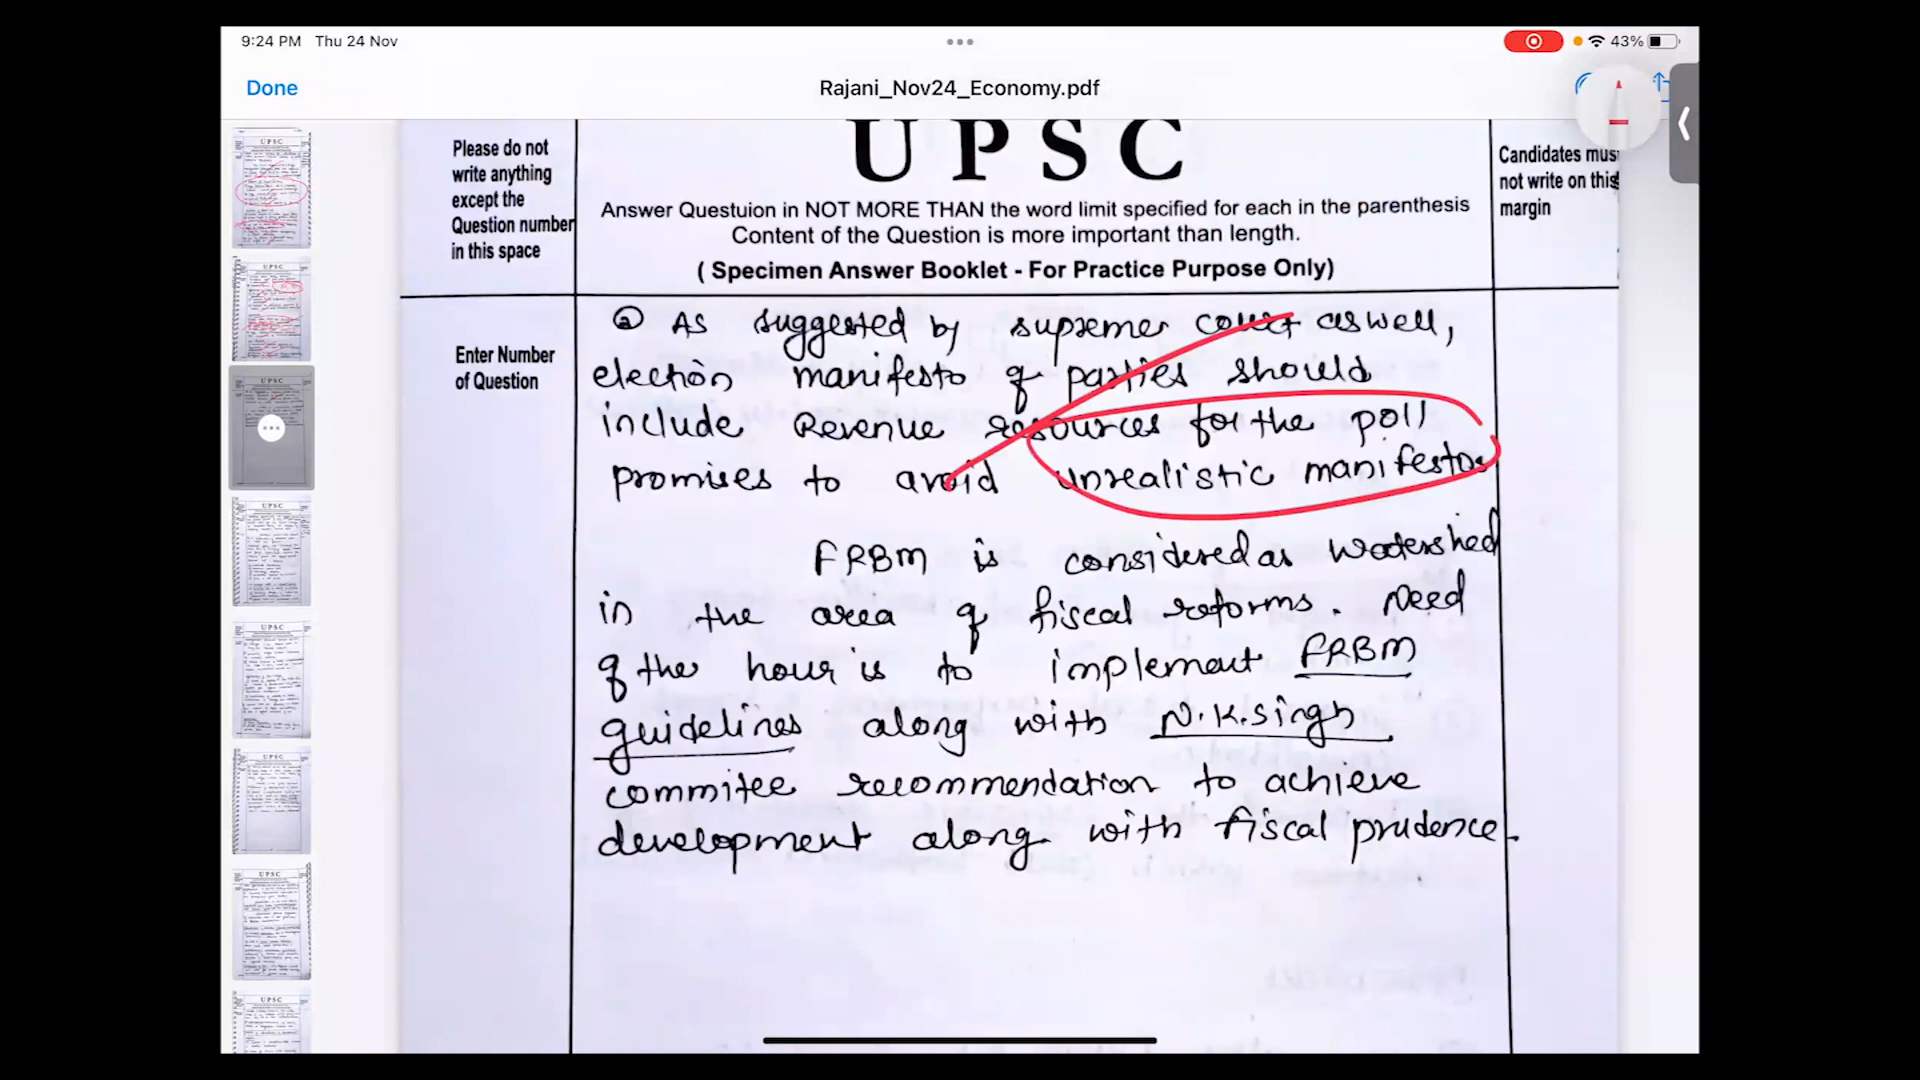 9:24 PM Thu 24 Nov
43%
Done
Rajani_Nov24_Economy.pdf
UPSC
Please do not
write anything
except the
Question number
in this space
Answer Questuion in NOT MORE THAN the word limit specified for each in the parenthesis
Content of the Question is more important than length.
( Specimen Answer Booklet - For Practice Purpose Only)
Candidates mus
not write on this
margin
Enter Number
of Question
As suggested by supremer court as well,
election manifesto of parties should
include Revenue resources for the poll
promises to avoid unrealistic manifestos
FRBM is considered as watershed
in the area of fiscal reforms. Need
of the hour is to implement FRBM
guidelines along with N.K.Singh
commitee recommendation to achieve
development along with fiscal prudence.